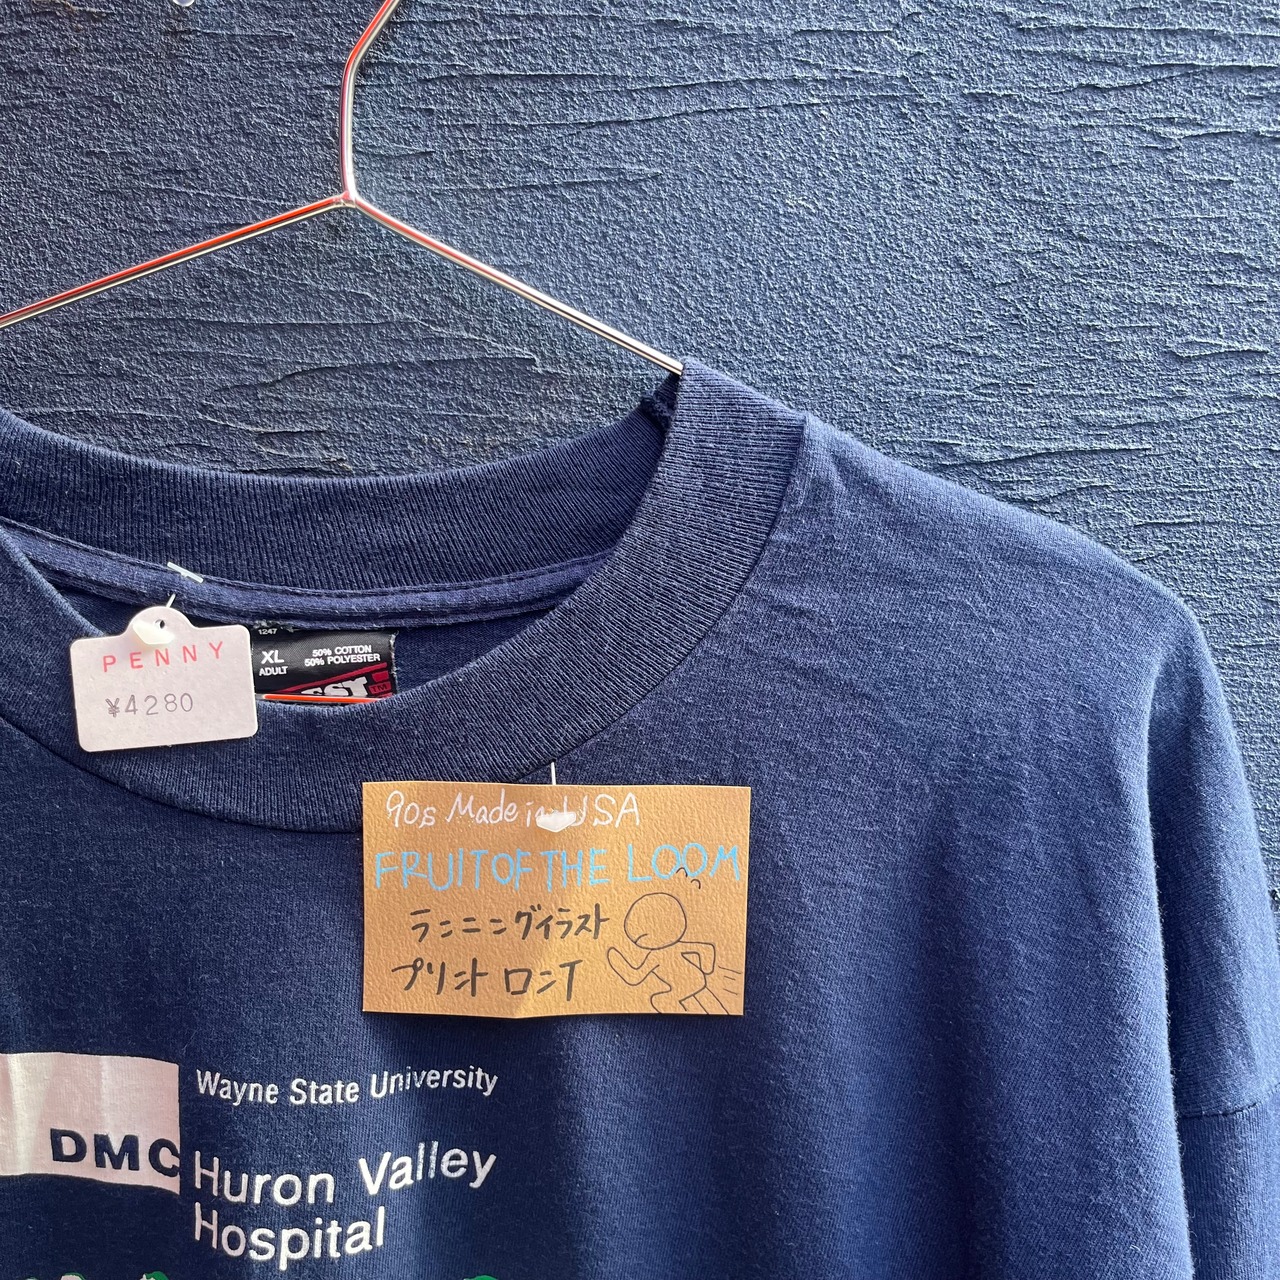 PENNY
¥4280
1247
XL
ADULT
50% COTTON
50% POLYESTER
90s Made in USA
FRUIT OF THE LOOM
ランニングイラスト
プリント ロンT
Wayne State University
DMC
Huron Valley
Hospital